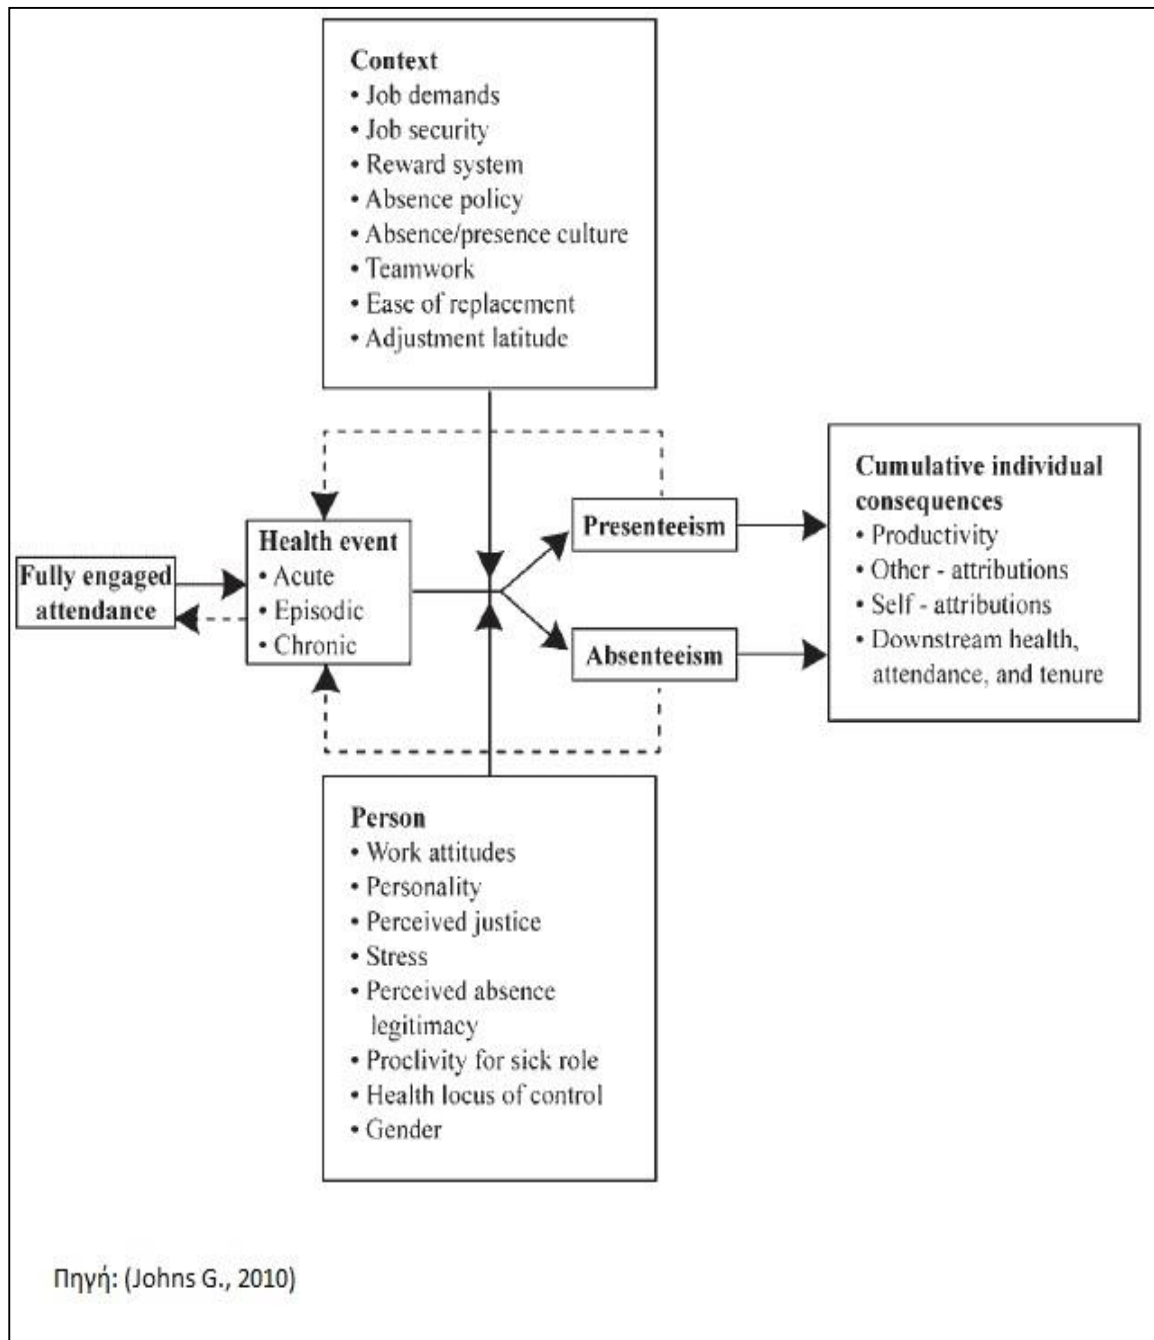 Context
• Job demands
• Job security
• Reward system
• Absence policy
• Absence/presence culture
• Teamwork
• Ease of replacement
• Adjustment latitude
Fully engaged
attendance
Health event
• Acute
• Episodic
• Chronic
Presenteeism
Absenteeism
Cumulative individual
consequences
• Productivity
• Other - attributions
• Self - attributions
• Downstream health,
attendance, and tenure
Person
• Work attitudes
• Personality
• Perceived justice
• Stress
• Perceived absence
legitimacy
• Proclivity for sick role
• Health locus of control
• Gender
Πηγή: (Johns G., 2010)